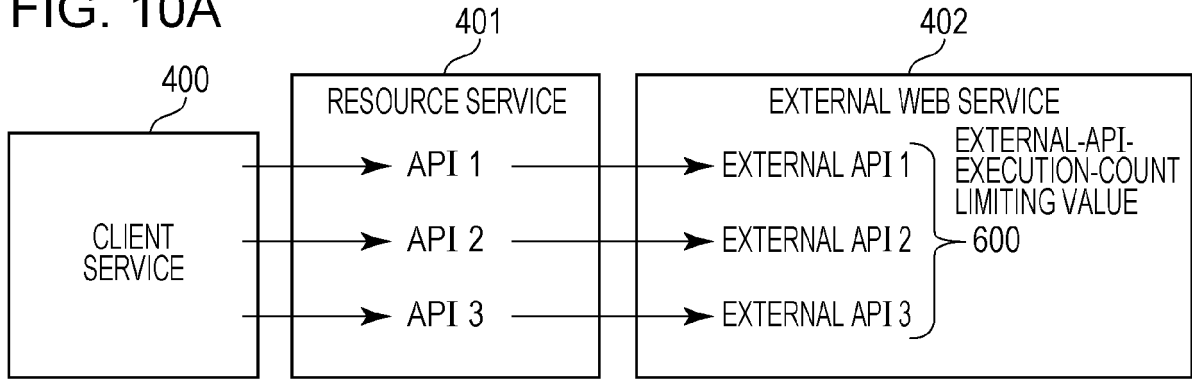 FIG. 10A
400
401
402
CLIENT
SERVICE
RESOURCE SERVICE
API 1
API 2
API 3
EXTERNAL WEB SERVICE
EXTERNAL API 1
EXTERNAL API 2
EXTERNAL API 3
EXTERNAL-API-
EXECUTION-COUNT
LIMITING VALUE
600